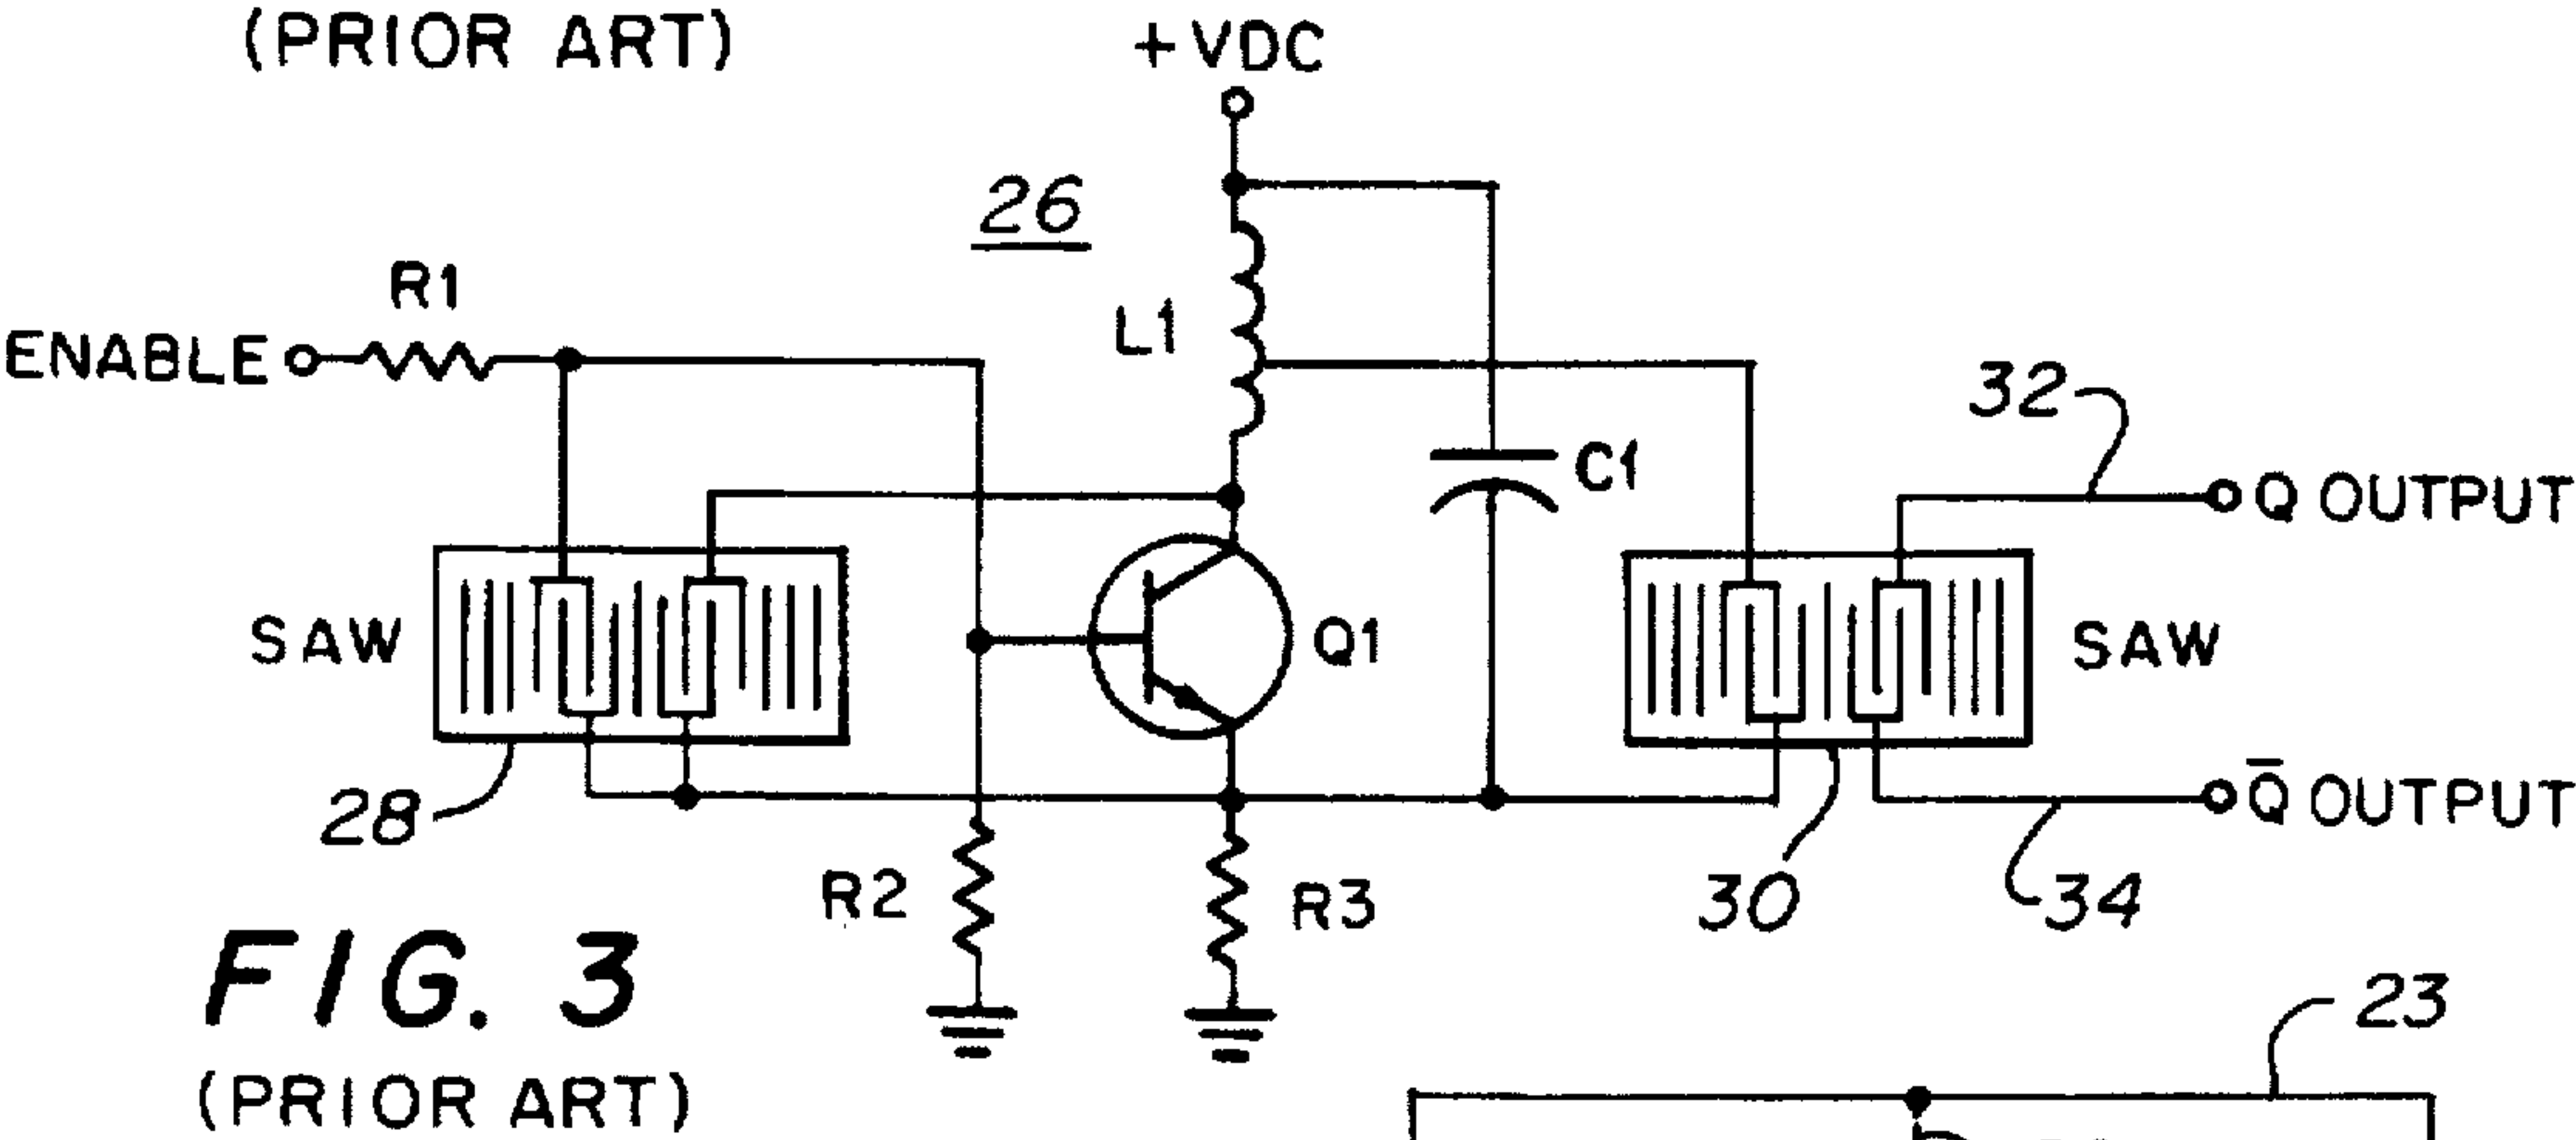 (PRIOR ART)
+VDC
26
R1
ENABLE
L1
32
C1
Q OUTPUT
SAW
Q1
SAW
28
Q̅ OUTPUT
R2
R3
30
34
FIG. 3
(PRIOR ART)
23